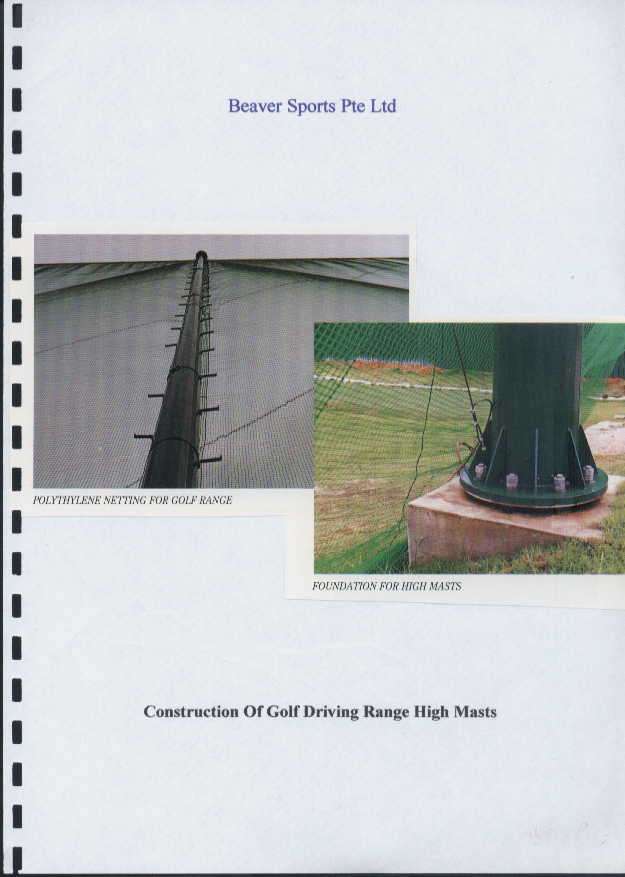 Beaver Sports Pte Ltd
POLYTHYLENE NETTING FOR GOLF RANGE
FOUNDATION FOR HIGH MASTS
Construction Of Golf Driving Range High Masts